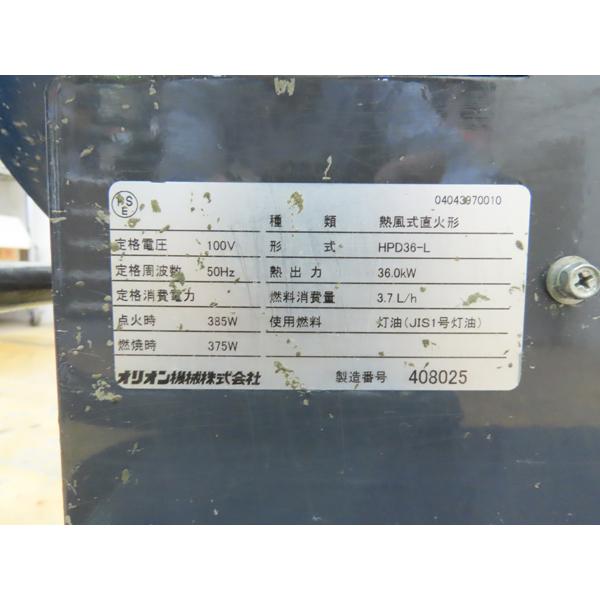 PSE 04043970010
種類 熱風式直火形
定格電圧 100V 形式 HPD36-L
定格周波数 50Hz 熱出力 36.0kW
定格消費電力 燃料消費量 3.7L/h
点火時 385W 使用燃料 灯油(JIS1号灯油)
燃焼時 375W
オリオン機械株式会社 製造番号 408025